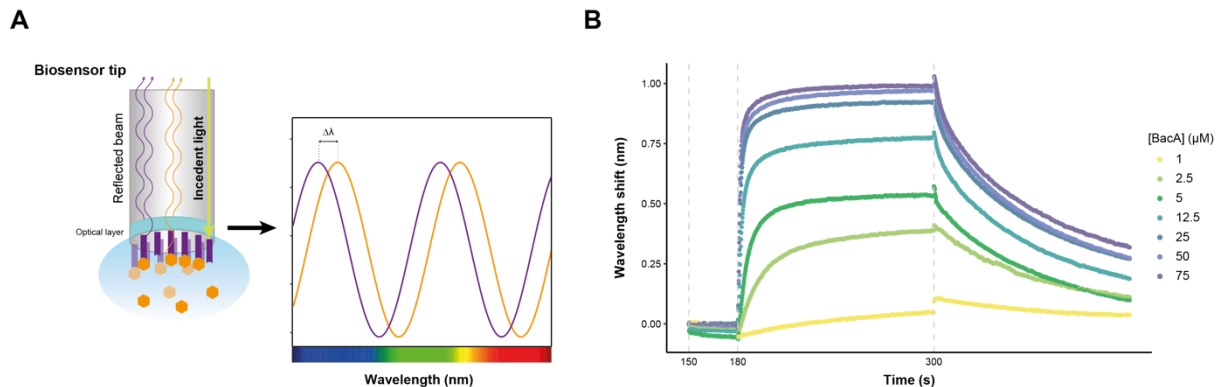 A
Biosensor tip
Reflected beam
Incedent light
Optical layer
Δλ
Wavelength (nm)
B
Wavelength shift (nm)
1.00
0.75
0.50
0.25
0.00
150
180
300
Time (s)
[BacA] (µM)
1
2.5
5
12.5
25
50
75